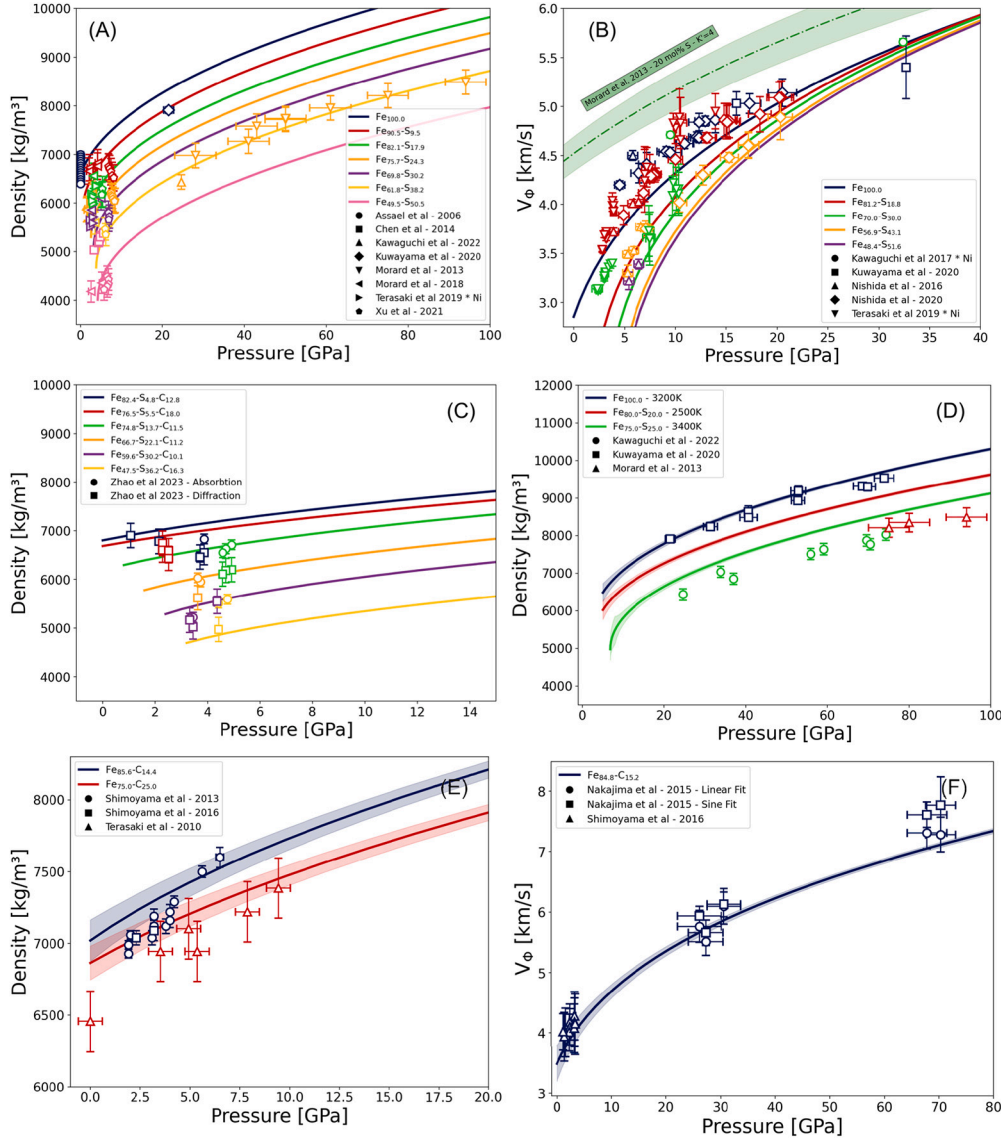 (A)
Density [kg/m³]
10000
9000
8000
7000
6000
5000
4000
Fe₁₀₀.₀
Fe₉₀.₅-S₉.₅
Fe₈₂.₁-S₁₇.₉
Fe₇₅.₇-S₂₄.₃
Fe₆₉.₈-S₃₀.₂
Fe₆₁.₈-S₃₈.₂
Fe₄₉.₅-S₅₀.₅
Assael et al - 2006
Chen et al - 2014
Kawaguchi et al - 2022
Kuwayama et al - 2020
Morard et al - 2013
Morard et al - 2018
Terasaki et al 2019 * Ni
Xu et al - 2021
0 20 40 60 80 100
Pressure [GPa]
(B)
V_Φ [km/s]
6.0
5.5
5.0
4.5
4.0
3.5
3.0
Morard et al, 2013 - 20 mol% S - K'=4
Fe₁₀₀.₀
Fe₈₁.₂-S₁₈.₈
Fe₇₀.₀-S₃₀.₀
Fe₅₆.₉-S₄₃.₁
Fe₄₈.₄-S₅₁.₆
Kawaguchi et al 2017 * Ni
Kuwayama et al - 2020
Nishida et al - 2016
Nishida et al - 2020
Terasaki et al 2019 * Ni
0 5 10 15 20 25 30 35 40
Pressure [GPa]
(C)
Density [kg/m³]
10000
9000
8000
7000
6000
5000
4000
Fe₈₂.₄-S₄.₈-C₁₂.₈
Fe₇₆.₅-S₅.₅-C₁₈.₀
Fe₇₄.₈-S₁₃.₇-C₁₁.₅
Fe₆₆.₇-S₂₂.₁-C₁₁.₂
Fe₅₉.₆-S₃₀.₂-C₁₀.₁
Fe₄₇.₅-S₃₆.₂-C₁₆.₃
Zhao et al 2023 - Absorbtion
Zhao et al 2023 - Diffraction
0 2 4 6 8 10 12 14
Pressure [GPa]
(D)
Density [kg/m³]
12000
11000
10000
9000
8000
7000
6000
5000
4000
Fe₁₀₀.₀ - 3200K
Fe₈₀.₀-S₂₀.₀ - 2500K
Fe₇₅.₀-S₂₅.₀ - 3400K
Kawaguchi et al - 2022
Kuwayama et al - 2020
Morard et al - 2013
0 20 40 60 80 100
Pressure [GPa]
(E)
Density [kg/m³]
8000
7500
7000
6500
6000
Fe₈₅.₆-C₁₄.₄
Fe₇₅.₀-C₂₅.₀
Shimoyama et al - 2013
Shimoyama et al - 2016
Terasaki et al - 2010
0.0 2.5 5.0 7.5 10.0 12.5 15.0 17.5 20.0
Pressure [GPa]
(F)
V_Φ [km/s]
8
7
6
5
4
3
Fe₈₄.₈-C₁₅.₂
Nakajima et al - 2015 - Linear Fit
Nakajima et al - 2015 - Sine Fit
Shimoyama et al - 2016
0 10 20 30 40 50 60 70 80
Pressure [GPa]